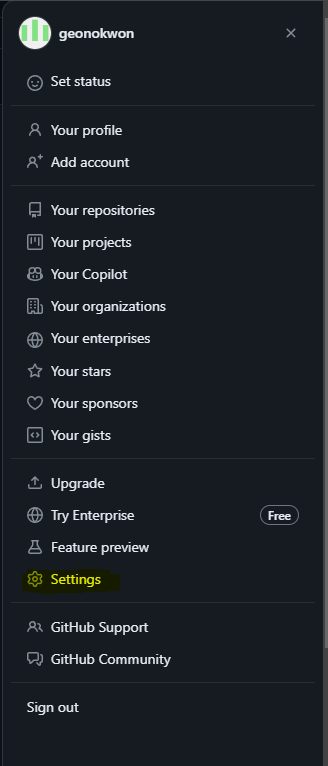 geonokwon
Set status
Your profile
Add account
Your repositories
Your projects
Your Copilot
Your organizations
Your enterprises
Your stars
Your sponsors
Your gists
Upgrade
Try Enterprise Free
Feature preview
Settings
GitHub Support
GitHub Community
Sign out